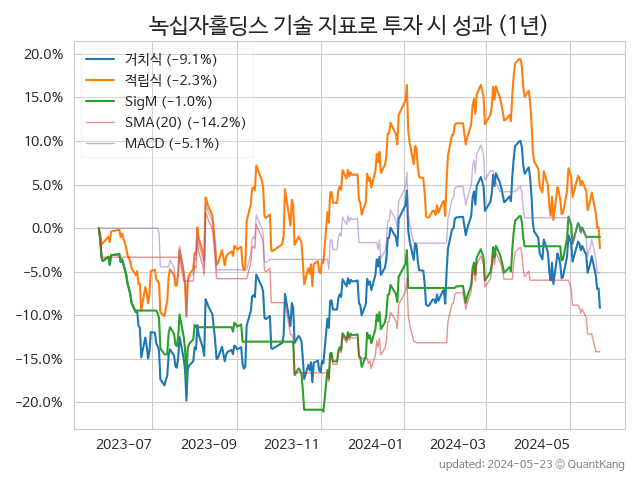 녹십자홀딩스 기술 지표로 투자 시 성과 (1년)
거치식 (−9.1%)
적립식 (−2.3%)
SigM (−1.0%)
SMA(20) (−14.2%)
MACD (−5.1%)
20.0%
15.0%
10.0%
5.0%
0.0%
−5.0%
−10.0%
−15.0%
−20.0%
2023-07 2023-09 2023-11 2024-01 2024-03 2024-05
updated: 2024-05-23 ⓒ QuantKang